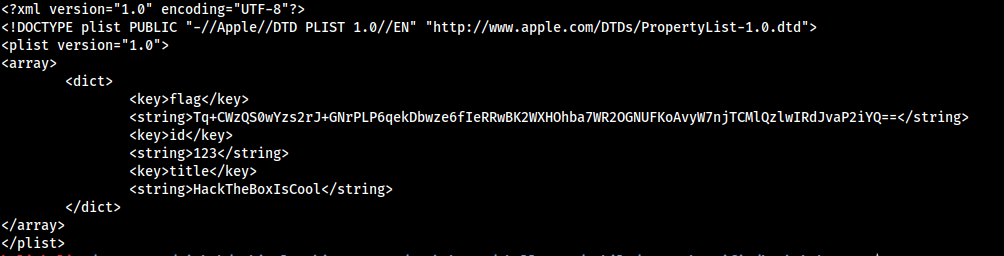 <?xml version="1.0" encoding="UTF-8"?>
<!DOCTYPE plist PUBLIC "-//Apple//DTD PLIST 1.0//EN" "http://www.apple.com/DTDs/PropertyList-1.0.dtd">
<plist version="1.0">
<array>
<dict>
<key>flag</key>
<string>Tq+CWzQS0wYzs2rJ+GNrPLP6qekDbwze6fIeRRwBK2WXHOhba7WR2OGNUFKoAvyW7njTCMlQzlwIRdJvaP2iYQ==</string>
<key>id</key>
<string>123</string>
<key>title</key>
<string>HackTheBoxIsCool</string>
</dict>
</array>
</plist>